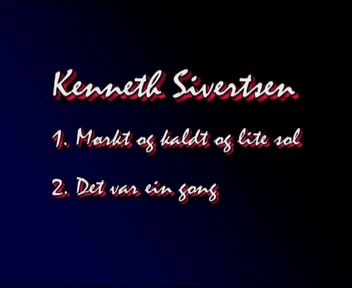 Kenneth Sivertsen
1. Mørkt og kaldt og lite sol
2. Det var ein gong